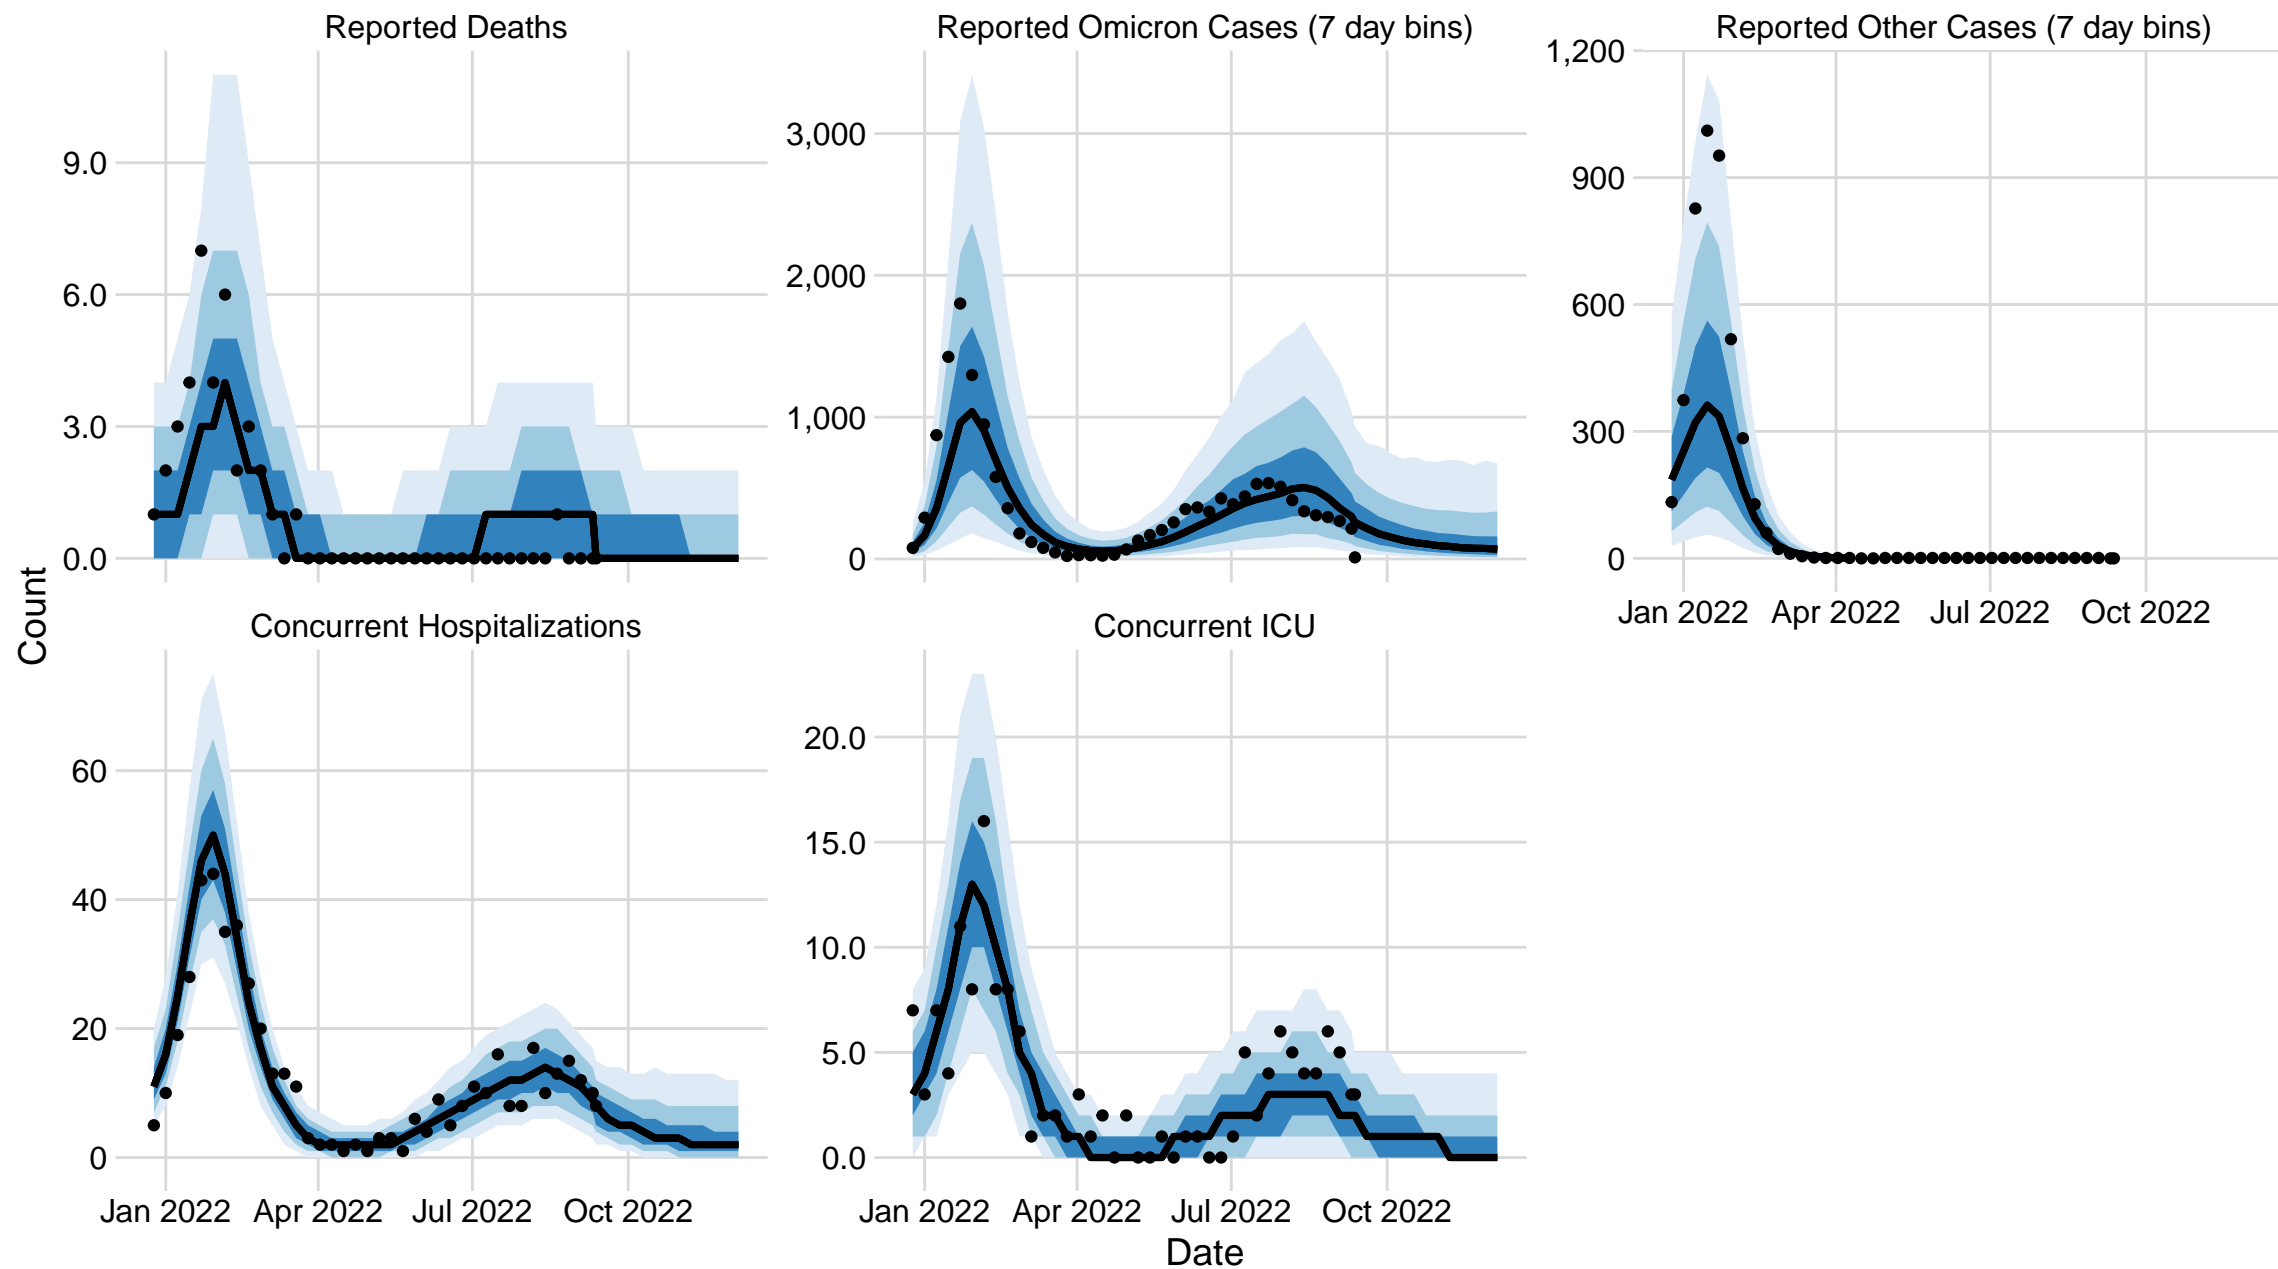 Reported Deaths
Reported Omicron Cases (7 day bins)
Reported Other Cases (7 day bins)
9.0
6.0
3.0
0.0
3,000
2,000
1,000
0
1,200
900
600
300
0
Jan 2022 Apr 2022 Jul 2022 Oct 2022
Count
Concurrent Hospitalizations
Concurrent ICU
60
40
20
0
20.0
15.0
10.0
5.0
0.0
Jan 2022 Apr 2022 Jul 2022 Oct 2022
Jan 2022 Apr 2022 Jul 2022 Oct 2022
Date